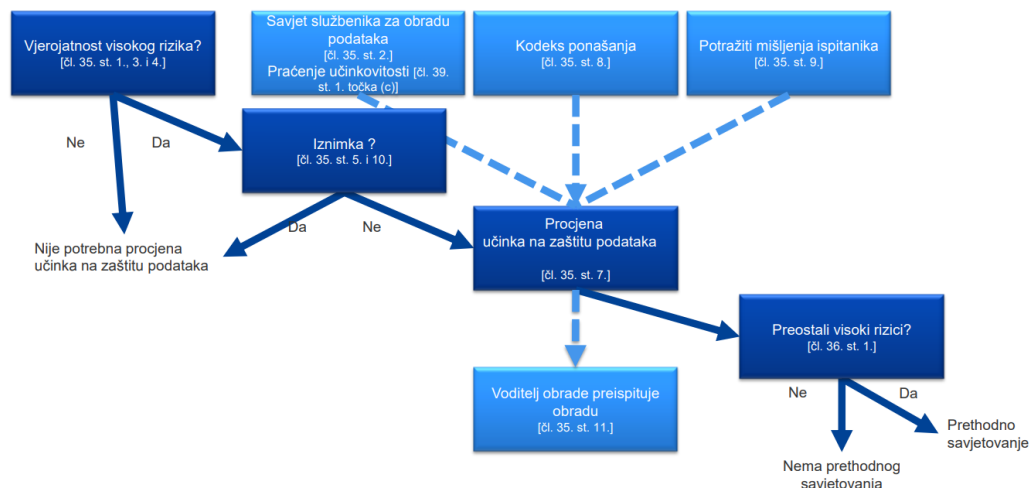 Vjerojatnost visokog rizika?
[čl. 35. st. 1., 3. i 4.]
Savjet službenika za obradu
podataka
[čl. 35. st. 2.]
Praćenje učinkovitosti [čl. 39.
st. 1. točka (c)]
Kodeks ponašanja
[čl. 35. st. 8.]
Potražiti mišljenja ispitanika
[čl. 35. st. 9.]
Ne
Da
Iznimka ?
[čl. 35. st. 5. i 10.]
Da
Ne
Nije potrebna procjena
učinka na zaštitu podataka
Procjena
učinka na zaštitu podataka
[čl. 35. st. 7.]
Preostali visoki rizici?
[čl. 36. st. 1.]
Voditelj obrade preispituje
obradu
[čl. 35. st. 11.]
Ne
Da
Prethodno
savjetovanje
Nema prethodnog
savjetovanja